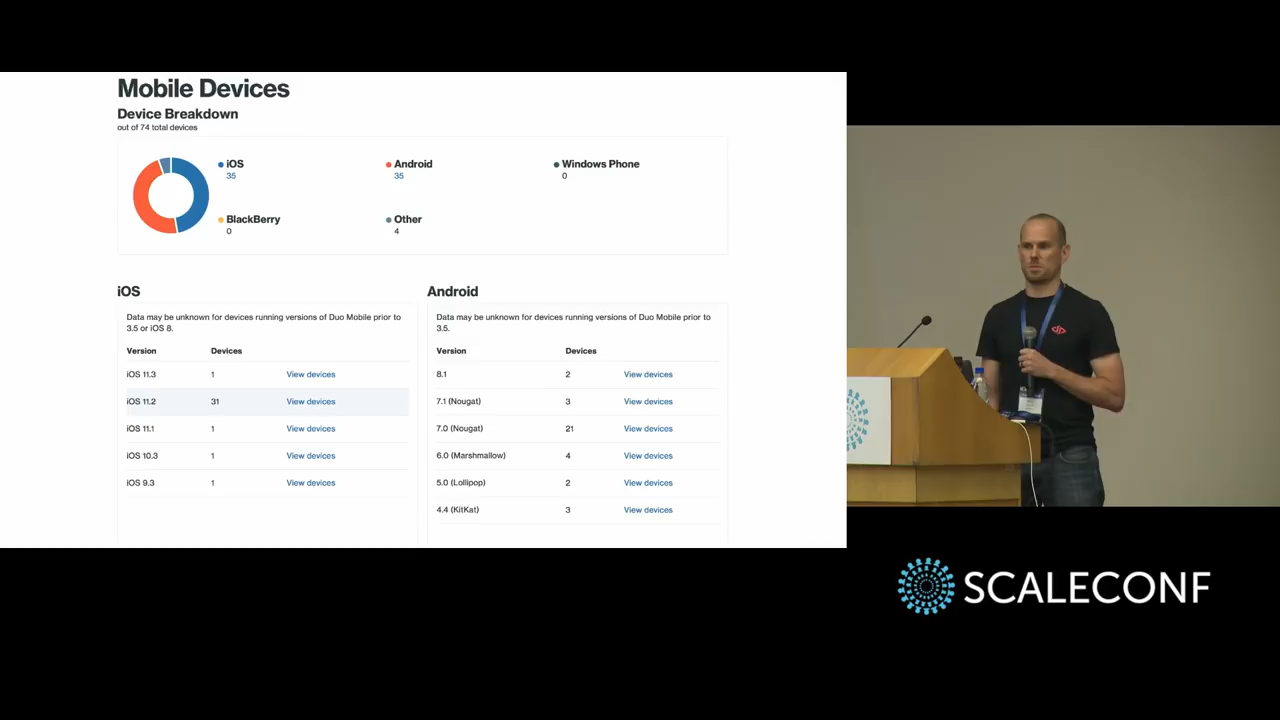 Mobile Devices
Device Breakdown
out of 74 total devices
iOS
35
Android
35
Windows Phone
0
BlackBerry
0
Other
4
iOS
Data may be unknown for devices running versions of Duo Mobile prior to
3.5 or iOS 8.
Version Devices
iOS 11.3 1 View devices
iOS 11.2 31 View devices
iOS 11.1 1 View devices
iOS 10.3 1 View devices
iOS 9.3 1 View devices
Android
Data may be unknown for devices running versions of Duo Mobile prior to
3.5.
Version Devices
8.1 2 View devices
7.1 (Nougat) 3 View devices
7.0 (Nougat) 21 View devices
6.0 (Marshmallow) 4 View devices
5.0 (Lollipop) 2 View devices
4.4 (KitKat) 3 View devices
SCALECONF